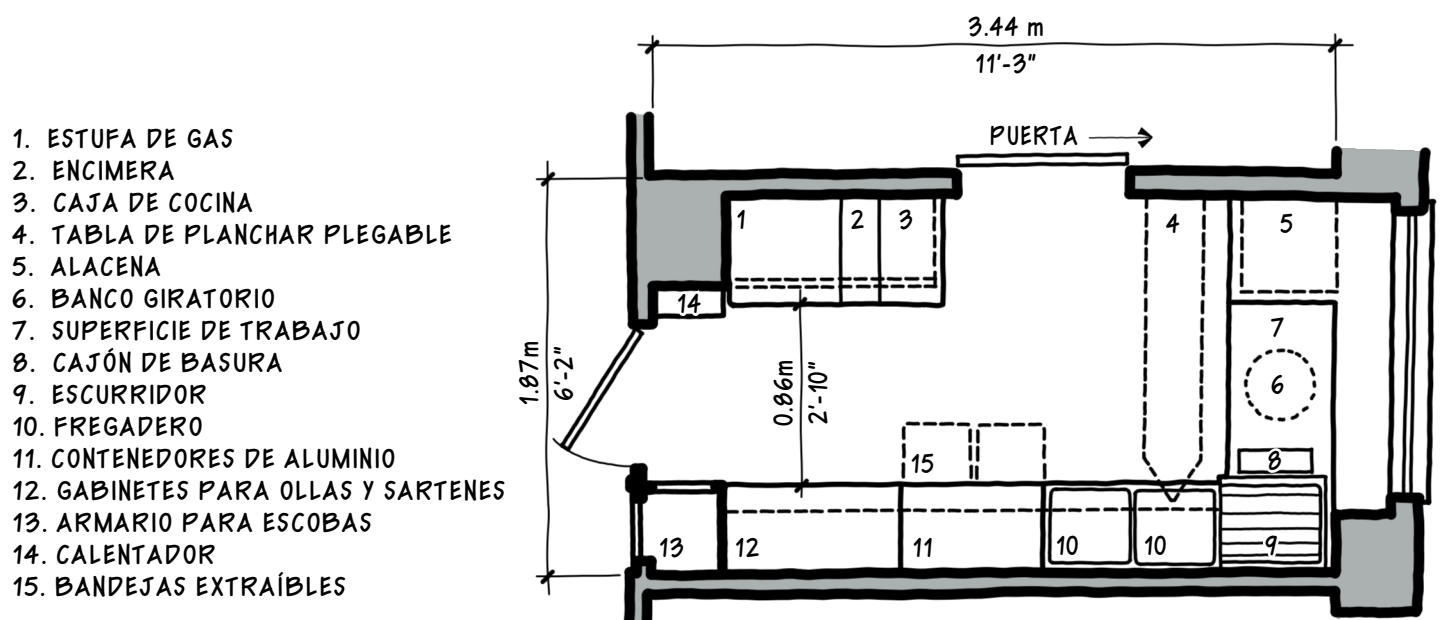 1. ESTUFA DE GAS
2. ENCIMERA
3. CAJA DE COCINA
4. TABLA DE PLANCHAR PLEGABLE
5. ALACENA
6. BANCO GIRATORIO
7. SUPERFICIE DE TRABAJO
8. CAJÓN DE BASURA
9. ESCURRIDOR
10. FREGADERO
11. CONTENEDORES DE ALUMINIO
12. GABINETES PARA OLLAS Y SARTENES
13. ARMARIO PARA ESCOBAS
14. CALENTADOR
15. BANDEJAS EXTRAÍBLES
3.44 m
11'-3"
PUERTA
1
2
3
4
5
14
7
1.87m
6'-2"
0.86m
2'-10"
6
15
8
13
12
11
10
10
9